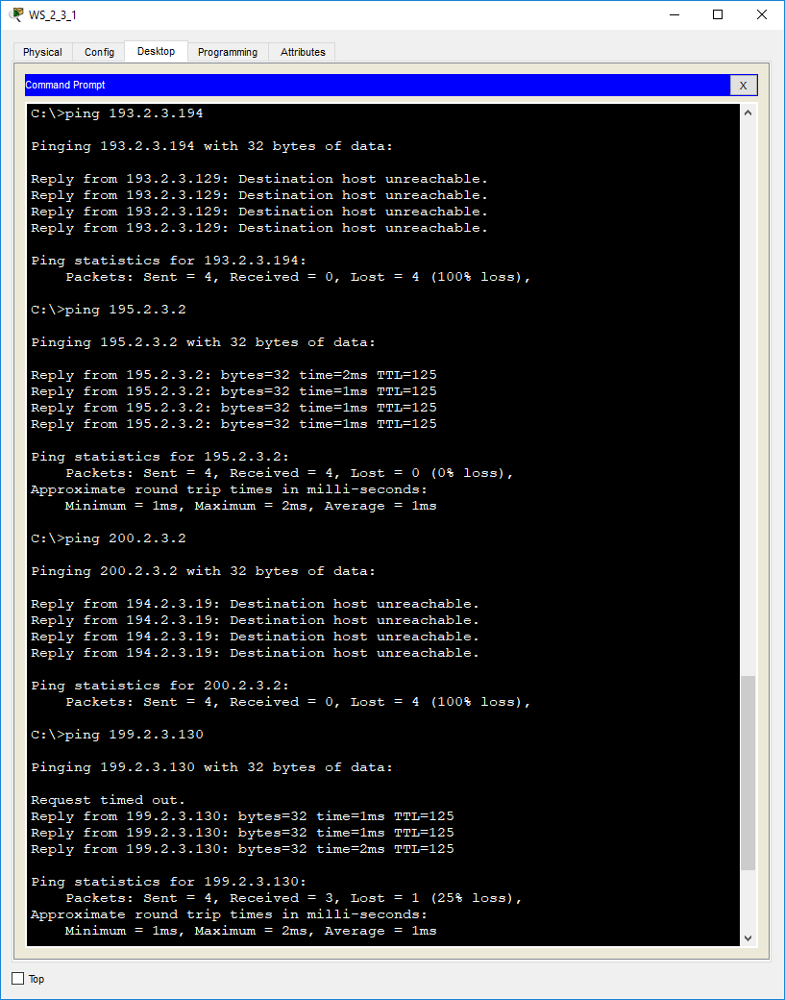 WS_2_3_1
Physical Config Desktop Programming Attributes
Command Prompt X
C:\>ping 193.2.3.194
Pinging 193.2.3.194 with 32 bytes of data:
Reply from 193.2.3.129: Destination host unreachable.
Reply from 193.2.3.129: Destination host unreachable.
Reply from 193.2.3.129: Destination host unreachable.
Reply from 193.2.3.129: Destination host unreachable.
Ping statistics for 193.2.3.194:
    Packets: Sent = 4, Received = 0, Lost = 4 (100% loss),
C:\>ping 195.2.3.2
Pinging 195.2.3.2 with 32 bytes of data:
Reply from 195.2.3.2: bytes=32 time=2ms TTL=125
Reply from 195.2.3.2: bytes=32 time=1ms TTL=125
Reply from 195.2.3.2: bytes=32 time=1ms TTL=125
Reply from 195.2.3.2: bytes=32 time=1ms TTL=125
Ping statistics for 195.2.3.2:
    Packets: Sent = 4, Received = 4, Lost = 0 (0% loss),
Approximate round trip times in milli-seconds:
    Minimum = 1ms, Maximum = 2ms, Average = 1ms
C:\>ping 200.2.3.2
Pinging 200.2.3.2 with 32 bytes of data:
Reply from 194.2.3.19: Destination host unreachable.
Reply from 194.2.3.19: Destination host unreachable.
Reply from 194.2.3.19: Destination host unreachable.
Reply from 194.2.3.19: Destination host unreachable.
Ping statistics for 200.2.3.2:
    Packets: Sent = 4, Received = 0, Lost = 4 (100% loss),
C:\>ping 199.2.3.130
Pinging 199.2.3.130 with 32 bytes of data:
Request timed out.
Reply from 199.2.3.130: bytes=32 time=1ms TTL=125
Reply from 199.2.3.130: bytes=32 time=1ms TTL=125
Reply from 199.2.3.130: bytes=32 time=2ms TTL=125
Ping statistics for 199.2.3.130:
    Packets: Sent = 4, Received = 3, Lost = 1 (25% loss),
Approximate round trip times in milli-seconds:
    Minimum = 1ms, Maximum = 2ms, Average = 1ms
Top